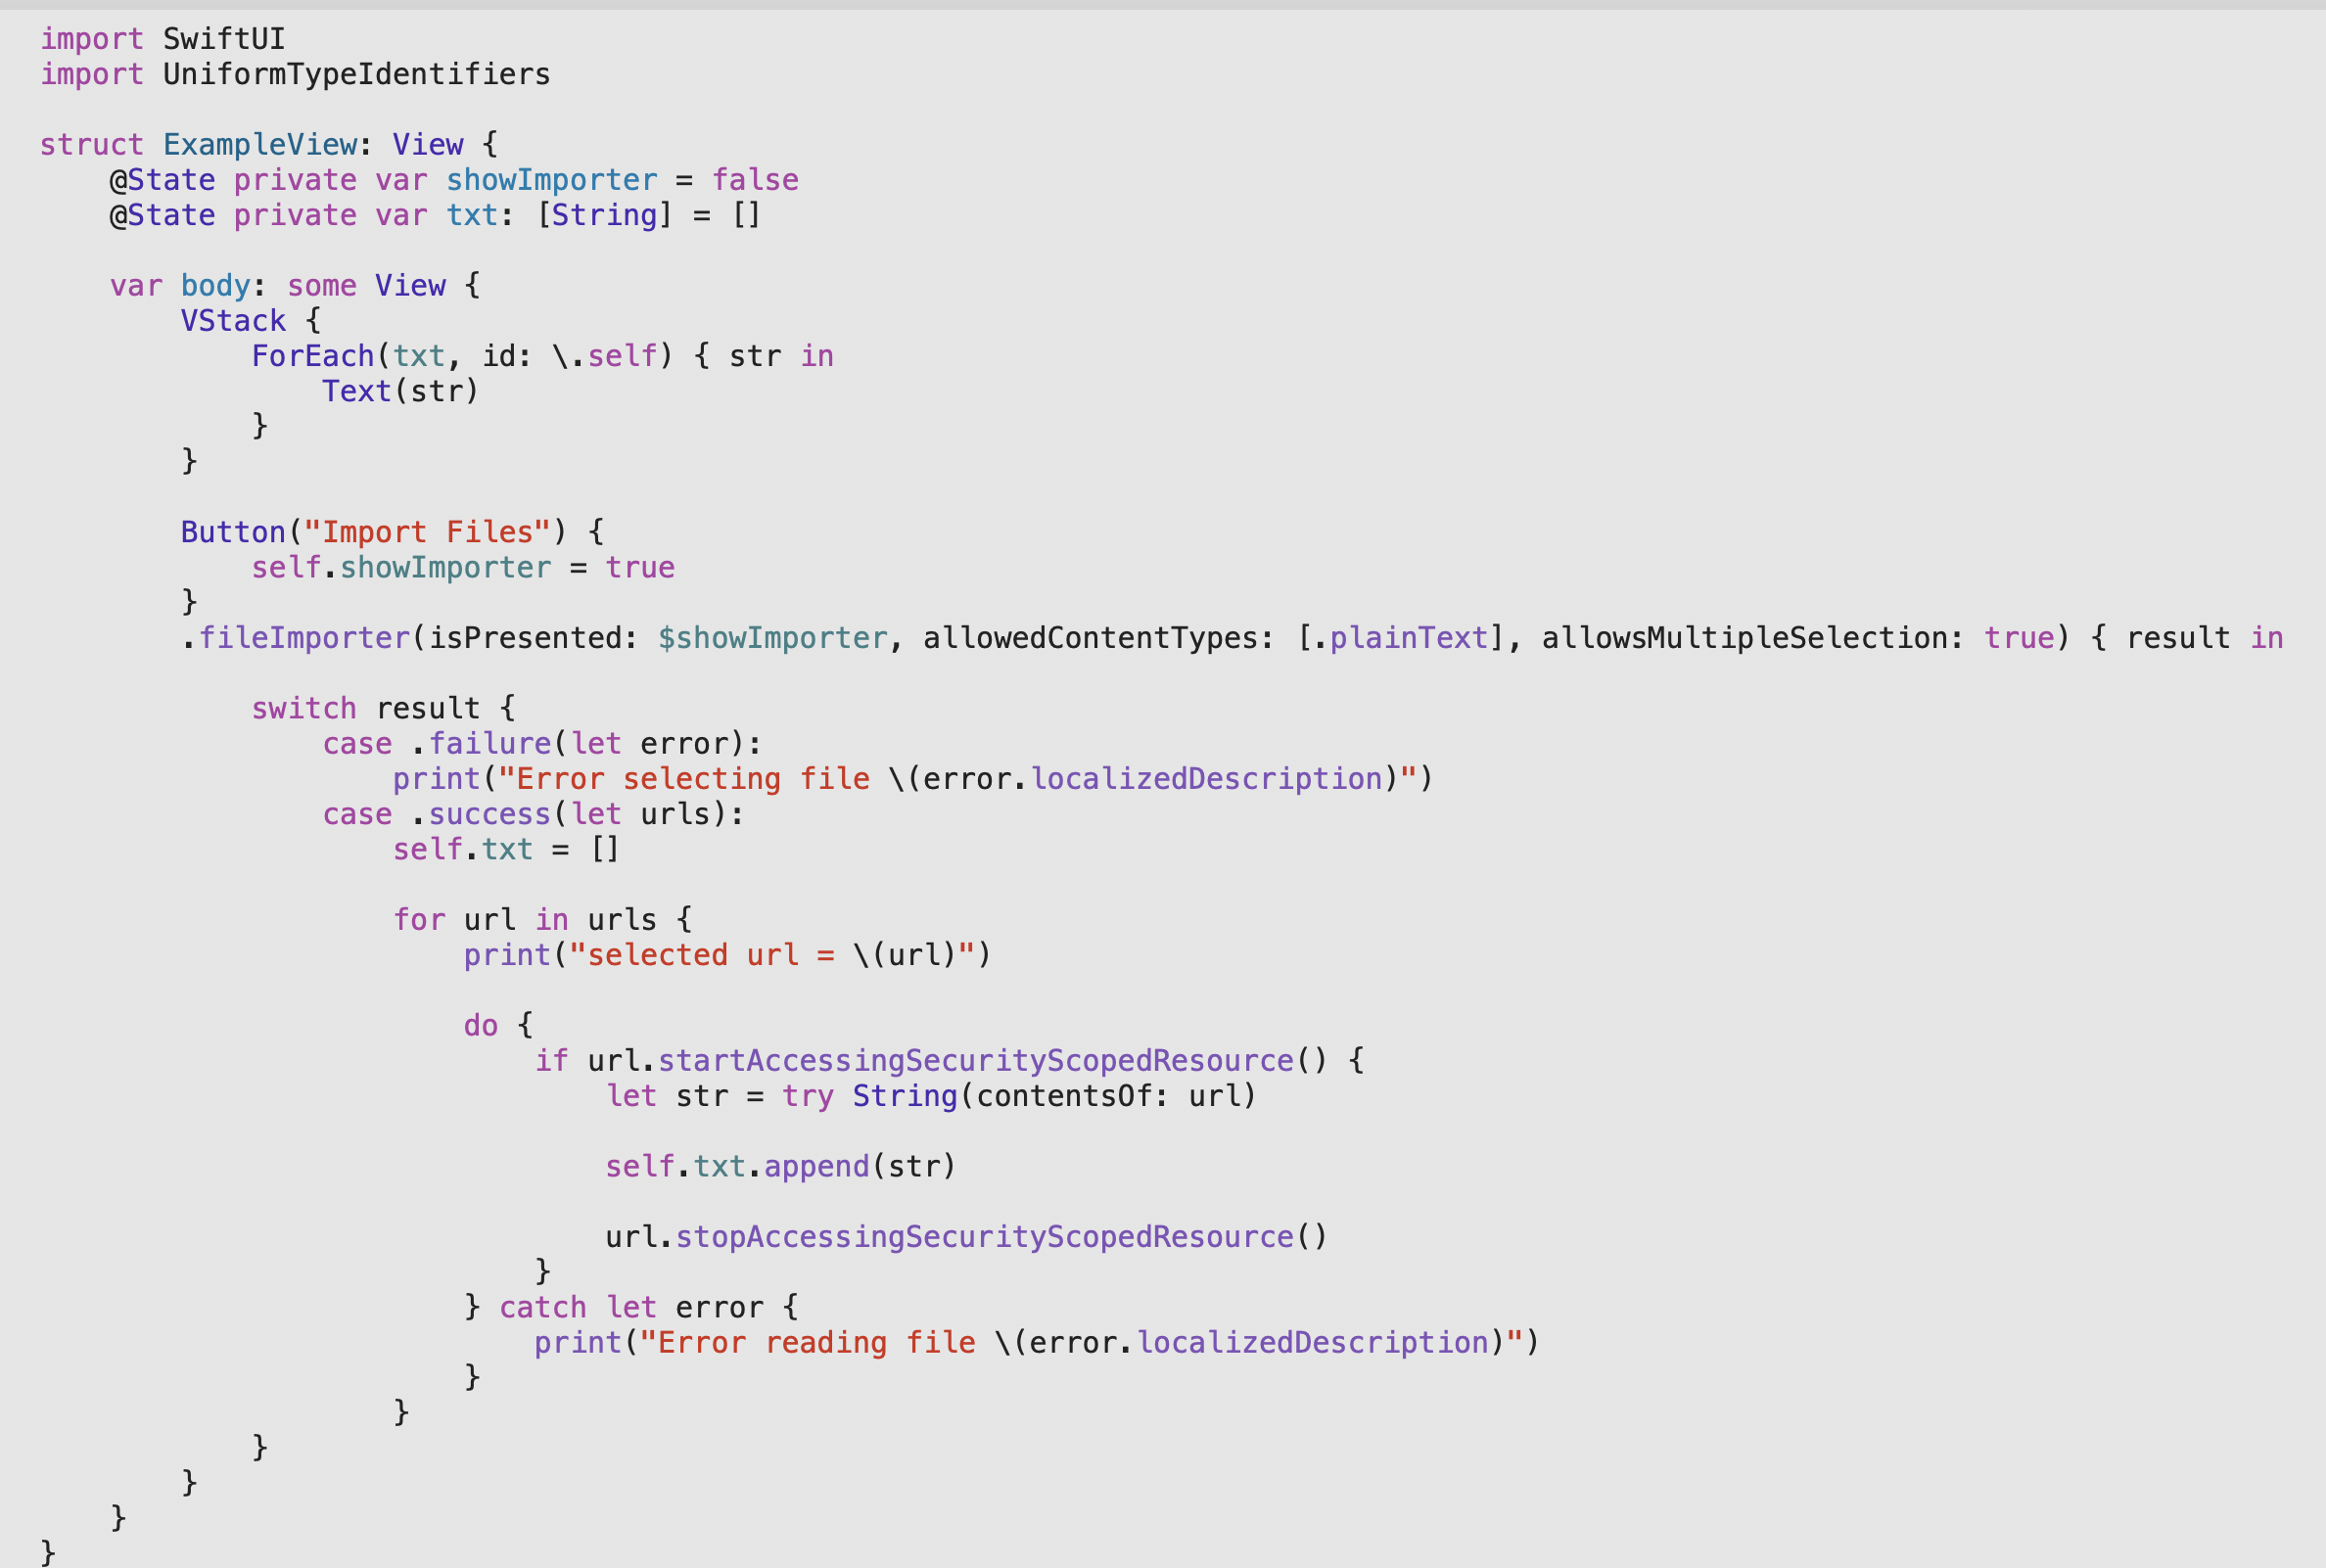 import SwiftUI
import UniformTypeIdentifiers

struct ExampleView: View {
    @State private var showImporter = false
    @State private var txt: [String] = []

    var body: some View {
        VStack {
            ForEach(txt, id: \.self) { str in
                Text(str)
            }
        }

        Button("Import Files") {
            self.showImporter = true
        }
        .fileImporter(isPresented: $showImporter, allowedContentTypes: [.plainText], allowsMultipleSelection: true) { result in

            switch result {
                case .failure(let error):
                    print("Error selecting file \(error.localizedDescription)")
                case .success(let urls):
                    self.txt = []

                    for url in urls {
                        print("selected url = \(url)")

                        do {
                            if url.startAccessingSecurityScopedResource() {
                                let str = try String(contentsOf: url)

                                self.txt.append(str)

                                url.stopAccessingSecurityScopedResource()
                            }
                        } catch let error {
                            print("Error reading file \(error.localizedDescription)")
                        }
                    }
            }
        }
    }
}